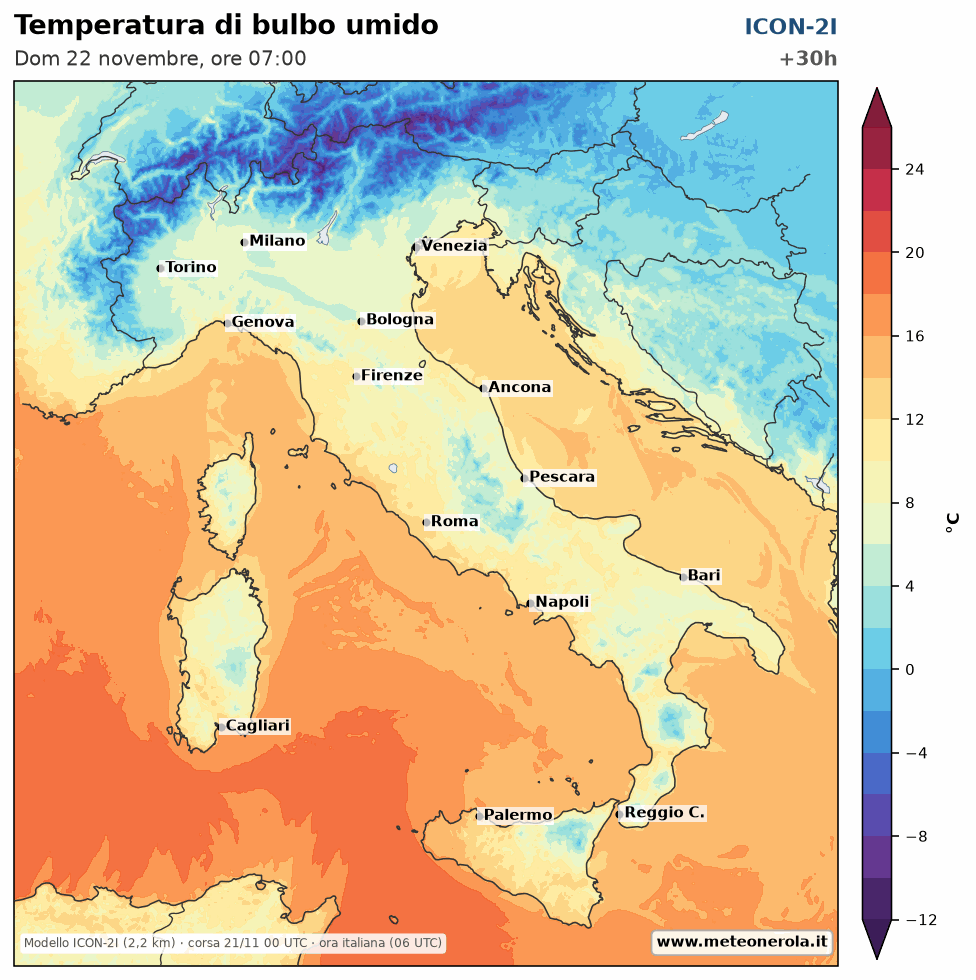 Temperatura di bulbo umido
ICON-2I
Dom 22 novembre, ore 07:00
+30h
Milano
Venezia
Torino
Genova
Bologna
Firenze
Ancona
Pescara
Roma
Bari
Napoli
Cagliari
Palermo
Reggio C.
24
20
16
12
8
4
0
−4
−8
−12
°C
Modello ICON-2I (2,2 km) · corsa 21/11 00 UTC · ora italiana (06 UTC)
www.meteonerola.it